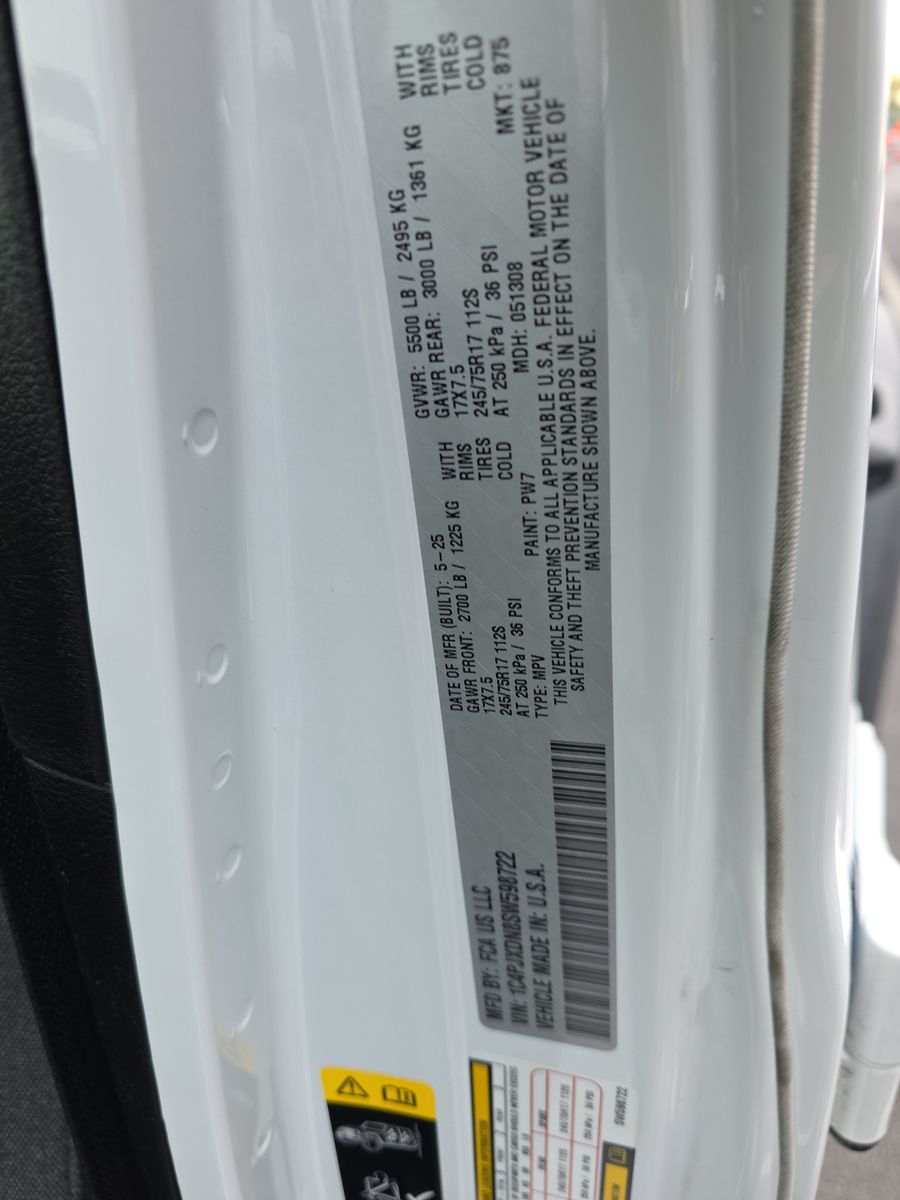 MFD BY: FCA US LLC
VIN: 1C4PJXDN8SW598722
VEHICLE MADE IN: U.S.A.
DATE OF MFR (BUILT): 5-25 GVWR: 5500 LB / 2495 KG
GAWR FRONT: 2700 LB / 1225 KG WITH GAWR REAR: 3000 LB / 1361 KG WITH
17X7.5 RIMS 17X7.5 RIMS
245/75R17 112S TIRES 245/75R17 112S TIRES
AT 250 kPa / 36 PSI COLD AT 250 kPa / 36 PSI COLD
TYPE: MPV PAINT: PW7 MDH: 051308 MKT: 875
THIS VEHICLE CONFORMS TO ALL APPLICABLE U.S.A. FEDERAL MOTOR VEHICLE
SAFETY AND THEFT PREVENTION STANDARDS IN EFFECT ON THE DATE OF
MANUFACTURE SHOWN ABOVE.
SW598722